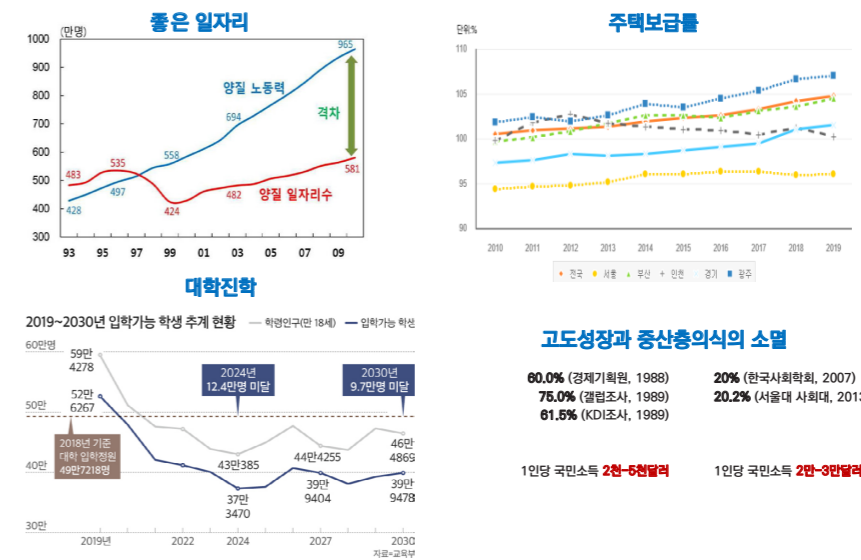 좋은 일자리
(만명)
1000
900
800
700
600
500
400
300
965
양질 노동력
694
격차
558
483
535
497
428
424
482
양질 일자리수
581
93 95 97 99 01 03 05 07 09
주택보급률
단위%
110
105
100
95
90
2010 2011 2012 2013 2014 2015 2016 2017 2018 2019
전국 서울 부산 인천 경기 광주
대학진학
2019~2030년 입학가능 학생 추계 현황 학령인구(만 18세) 입학가능 학생
60만명
50만
40만
30만
59만
4278
52만
6267
2024년
12.4만명 미달
2030년
9.7만명 미달
2018년 기준
대학 입학정원
49만7218명
43만385
44만4255
46만
4869
37만
3470
39만
9404
39만
9478
2019년 2022 2024 2027 2030
자료=교육부
고도성장과 중산층의식의 소멸
60.0% (경제기획원, 1988) 20% (한국사회학회, 2007)
75.0% (갤럽조사, 1989) 20.2% (서울대 사회대, 2013
61.5% (KDI조사, 1989)
1인당 국민소득 2천-5천달러 1인당 국민소득 2만-3만달러